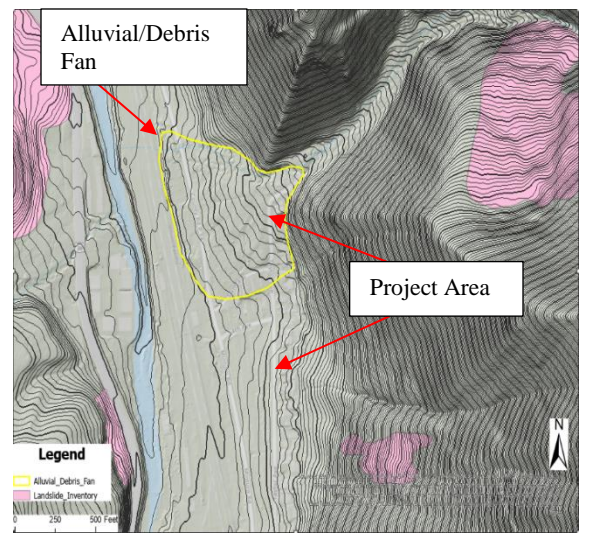 Alluvial/Debris
Fan
Project Area
N
Legend
Alluvial_Debris_Fan
Landslide_Inventory
0 250 500 Feet